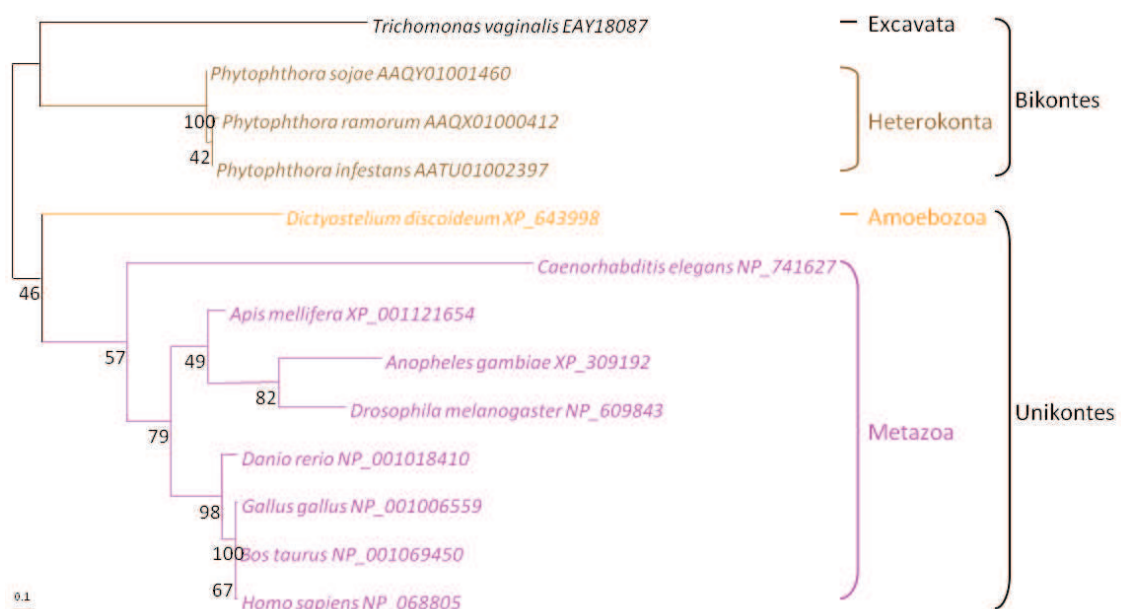 Trichomonas vaginalis EAY18087
Excavata
Phytophthora sojae AAQY01001460
Bikontes
100
Phytophthora ramorum AAQX01000412
Heterokonta
42
Phytophthora infestans AATU01002397
Dictyostelium discoideum XP_643998
Amoebozoa
Caenorhabditis elegans NP_741627
46
Apis mellifera XP_001121654
57
49
Anopheles gambiae XP_309192
82
Drosophila melanogaster NP_609843
Unikontes
79
Metazoa
Danio rerio NP_001018410
98
Gallus gallus NP_001006559
100
Bos taurus NP_001069450
67
Homo sapiens NP_068805
0.1